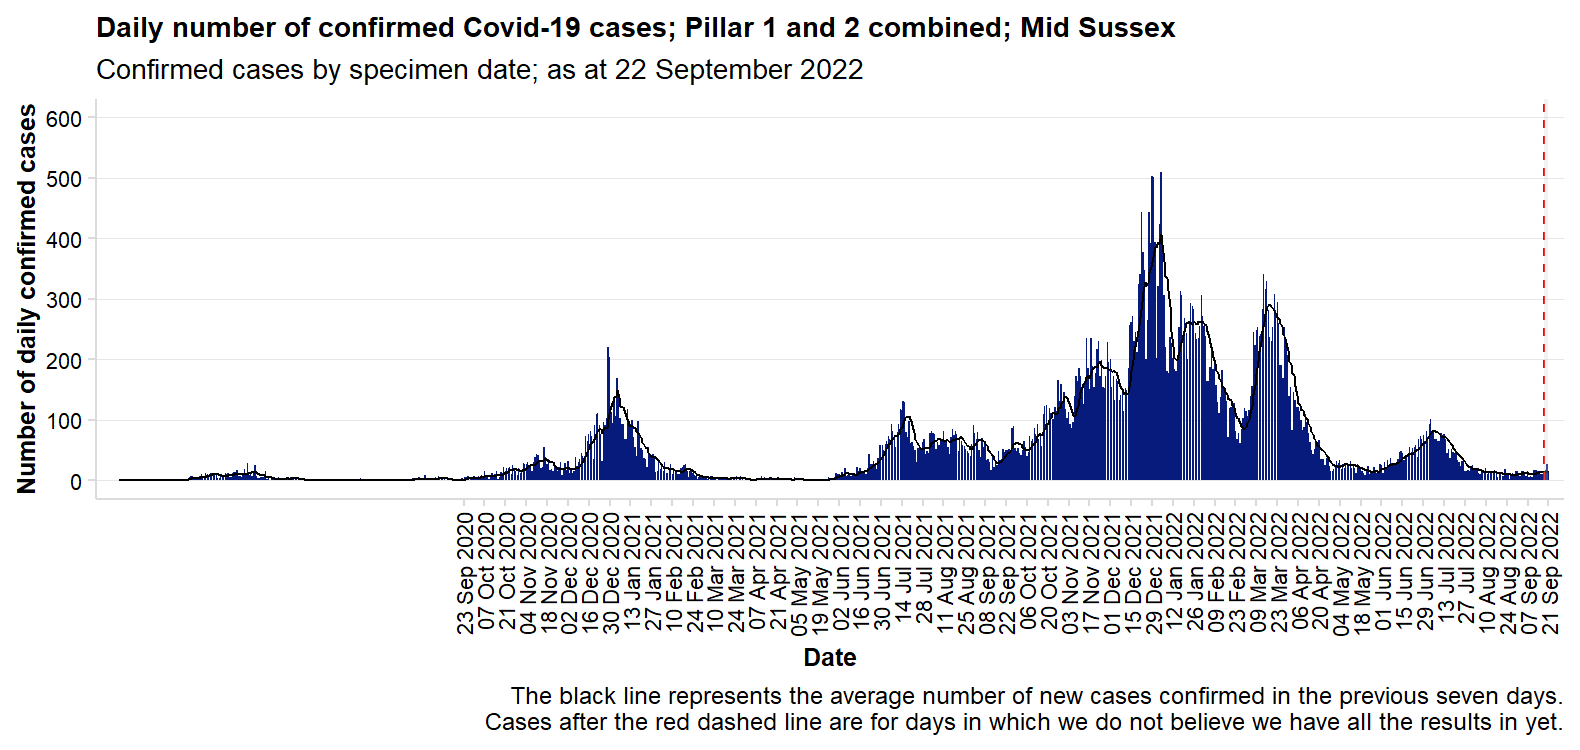 Daily number of confirmed Covid-19 cases; Pillar 1 and 2 combined; Mid Sussex
Confirmed cases by specimen date; as at 22 September 2022
Number of daily confirmed cases
600
500
400
300
200
100
0
23 Sep 2020
07 Oct 2020
21 Oct 2020
04 Nov 2020
18 Nov 2020
02 Dec 2020
16 Dec 2020
30 Dec 2020
13 Jan 2021
27 Jan 2021
10 Feb 2021
24 Feb 2021
10 Mar 2021
24 Mar 2021
07 Apr 2021
21 Apr 2021
05 May 2021
19 May 2021
02 Jun 2021
16 Jun 2021
30 Jun 2021
14 Jul 2021
28 Jul 2021
11 Aug 2021
25 Aug 2021
08 Sep 2021
22 Sep 2021
06 Oct 2021
20 Oct 2021
03 Nov 2021
17 Nov 2021
01 Dec 2021
15 Dec 2021
29 Dec 2021
12 Jan 2022
26 Jan 2022
09 Feb 2022
23 Feb 2022
09 Mar 2022
23 Mar 2022
06 Apr 2022
20 Apr 2022
04 May 2022
18 May 2022
01 Jun 2022
15 Jun 2022
29 Jun 2022
13 Jul 2022
27 Jul 2022
10 Aug 2022
24 Aug 2022
07 Sep 2022
21 Sep 2022
Date
The black line represents the average number of new cases confirmed in the previous seven days.
Cases after the red dashed line are for days in which we do not believe we have all the results in yet.